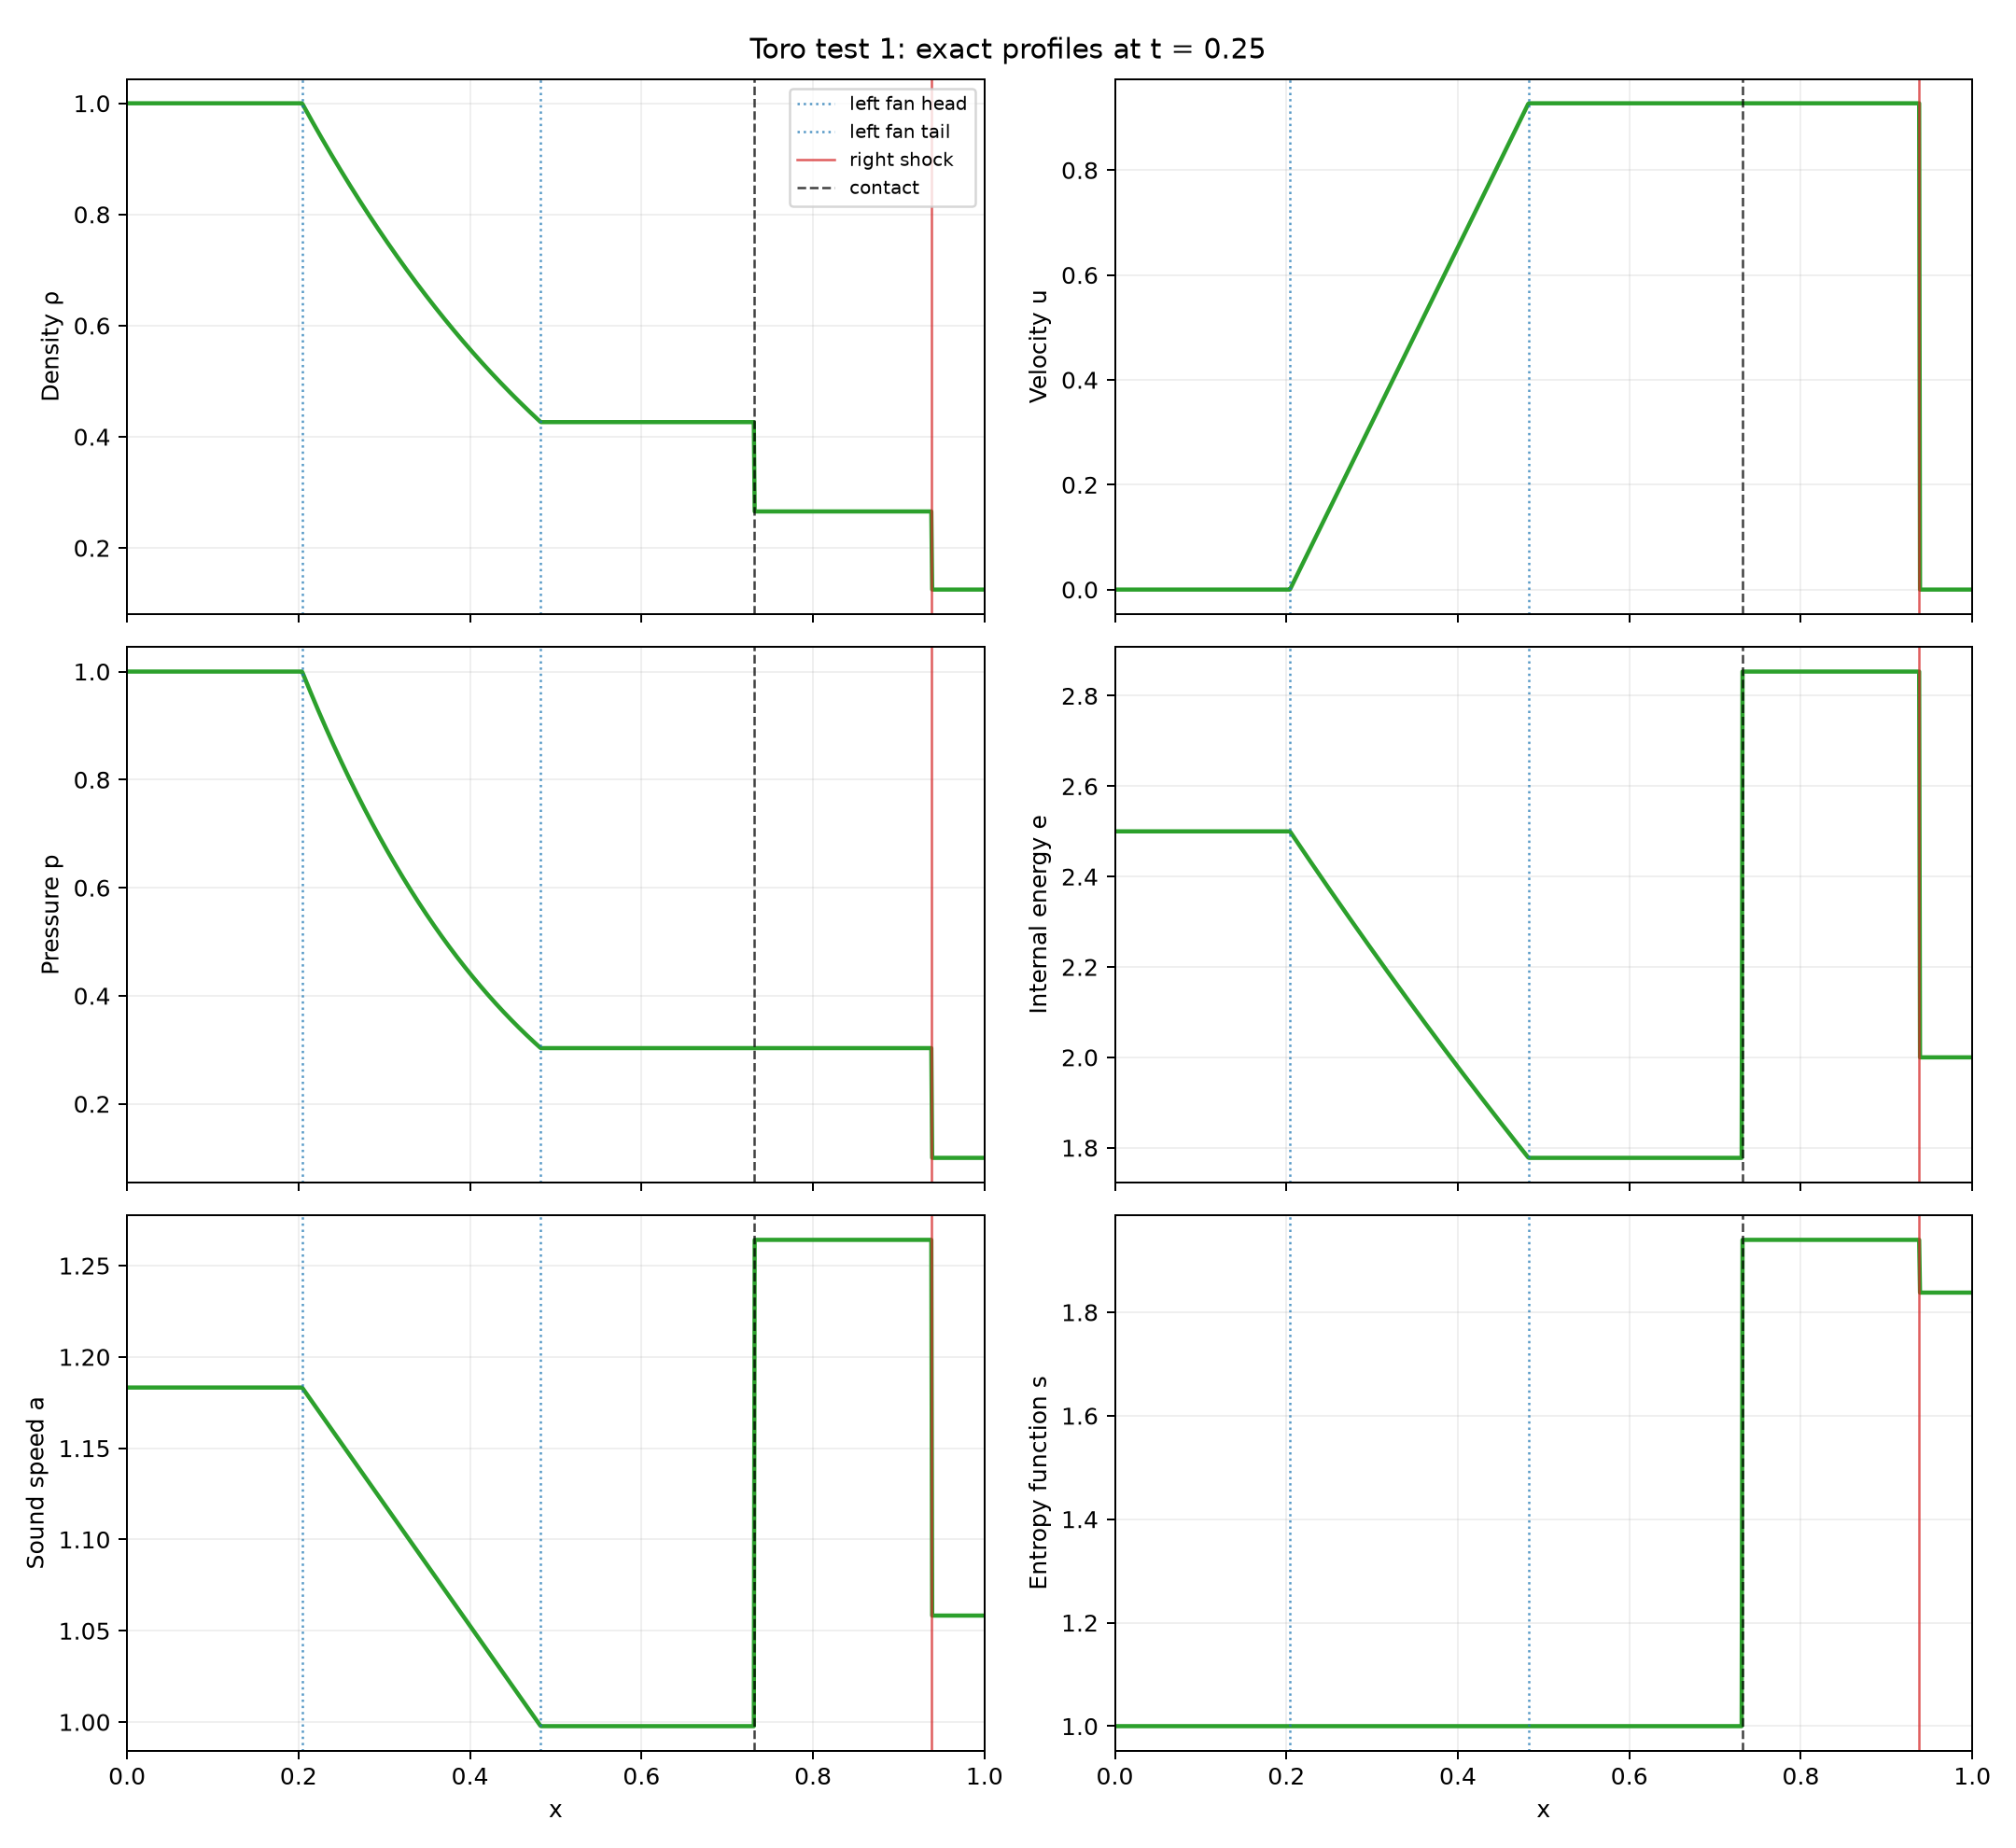 Toro test 1: exact profiles at t = 0.25
Density ρ
1.0
0.8
0.6
0.4
0.2
left fan head
left fan tail
right shock
contact
Velocity u
0.8
0.6
0.4
0.2
0.0
Pressure p
1.0
0.8
0.6
0.4
0.2
Internal energy e
2.8
2.6
2.4
2.2
2.0
1.8
Sound speed a
1.25
1.20
1.15
1.10
1.05
1.00
0.0 0.2 0.4 0.6 0.8 1.0
x
Entropy function s
1.8
1.6
1.4
1.2
1.0
0.0 0.2 0.4 0.6 0.8 1.0
x